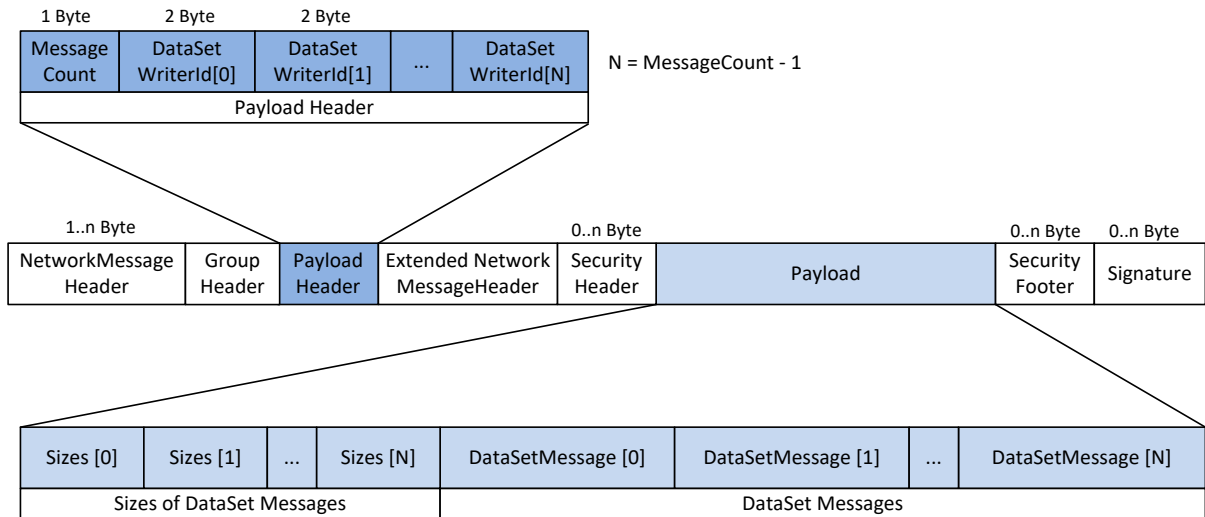 1 Byte 2 Byte 2 Byte
Message DataSet DataSet DataSet
Count WriterId[0] WriterId[1] ... WriterId[N]
N = MessageCount - 1
Payload Header
1..n Byte 0..n Byte 0..n Byte 0..n Byte
NetworkMessage Group Payload Extended Network Security Payload Security Signature
Header Header Header MessageHeader Header Footer
Sizes [0] Sizes [1] ... Sizes [N] DataSetMessage [0] DataSetMessage [1] ... DataSetMessage [N]
Sizes of DataSet Messages DataSet Messages